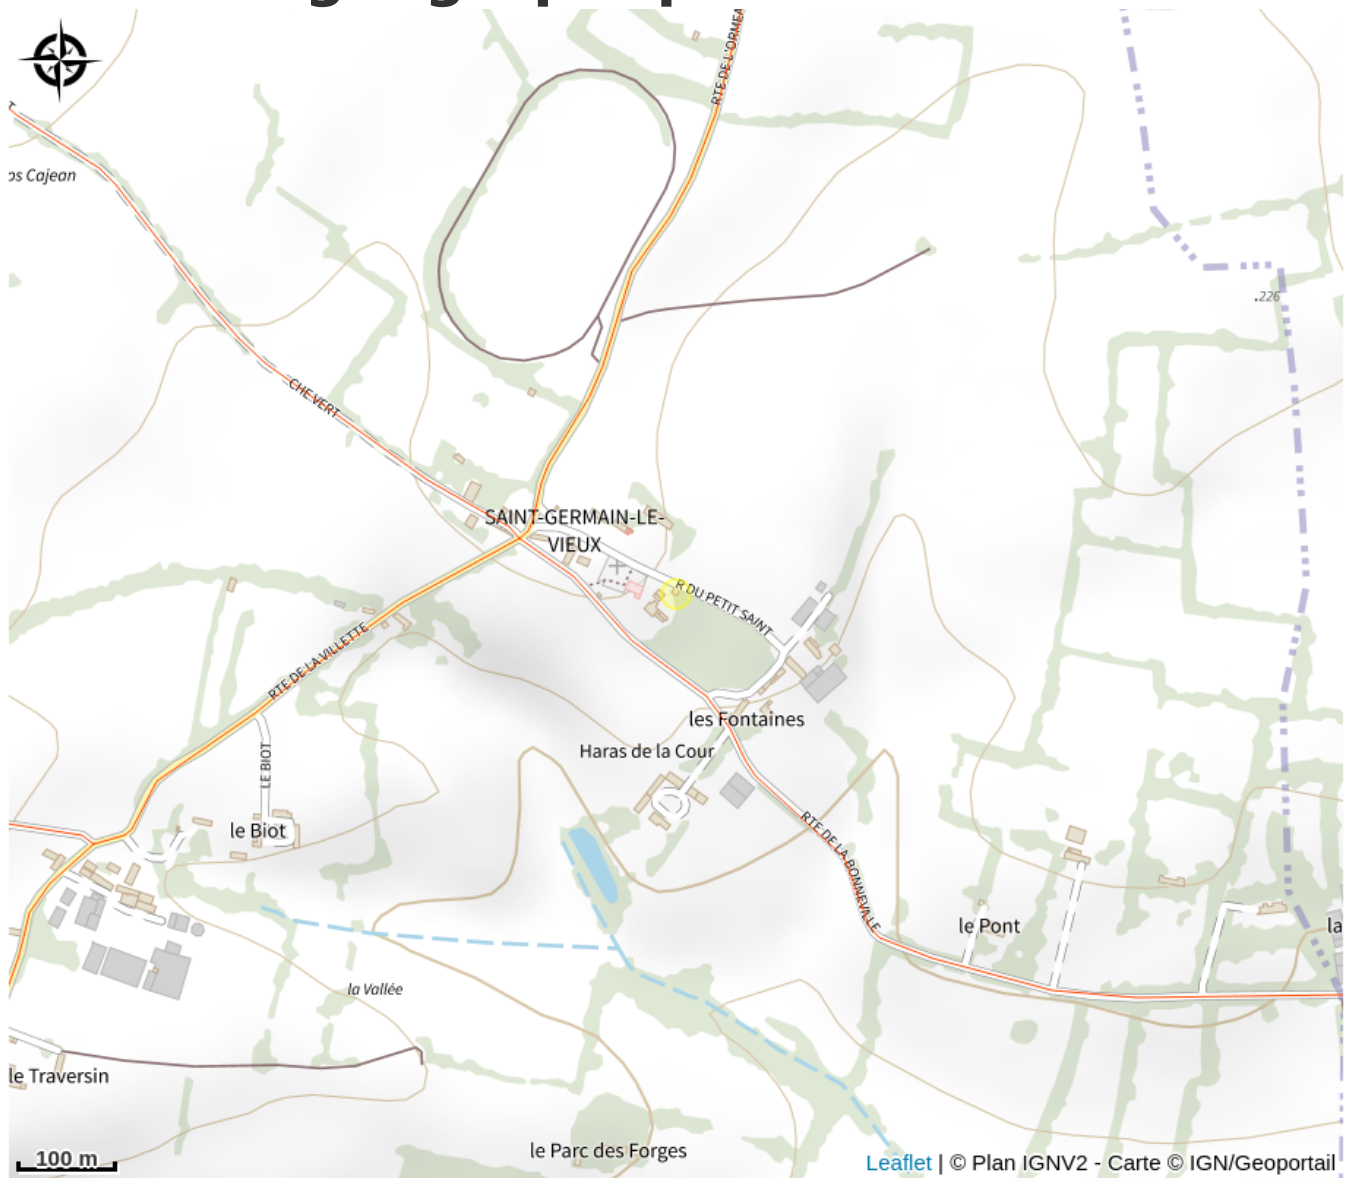 RTE DE L'ORMEA
os Cajean
.226
CHE VERT
SAINT-GERMAIN-LE-
VIEUX
R DU PETIT SAINT
RTE DE LA VILLETTE
les Fontaines
Haras de la Cour
LE BIOT
le Biot
RTE DE LA BONNEVILLE
le Pont
la
la Vallée
le Traversin
le Parc des Forges
100 m
Leaflet | © Plan IGNV2 - Carte © IGN/Geoportail